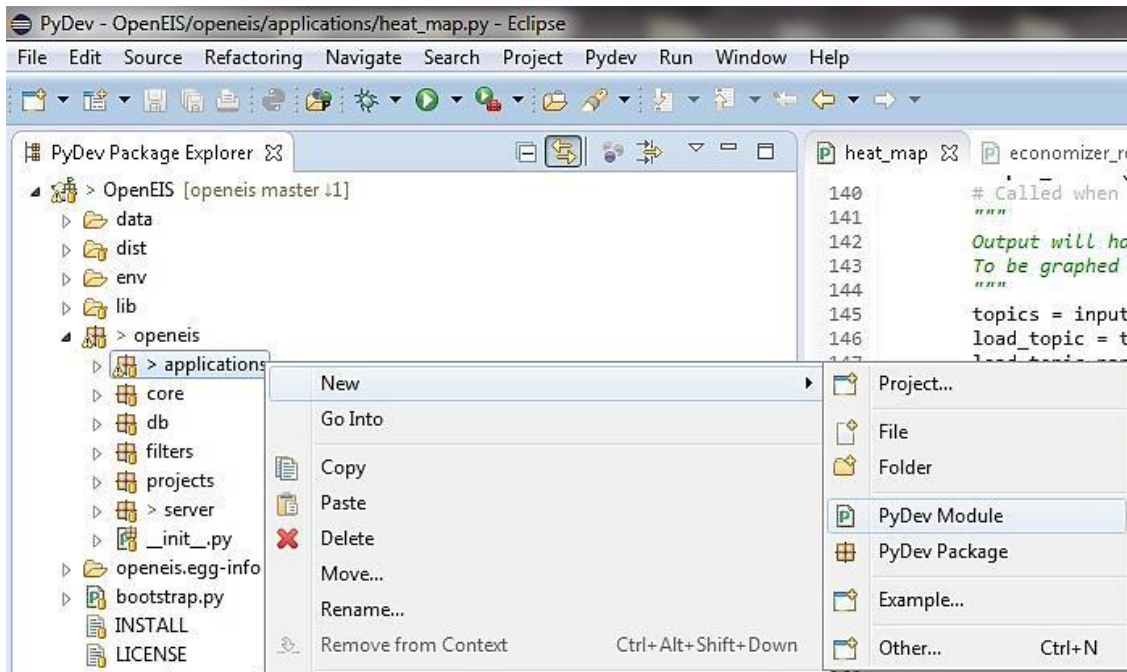 PyDev - OpenEIS/openeis/applications/heat_map.py - Eclipse
File Edit Source Refactoring Navigate Search Project Pydev Run Window Help
PyDev Package Explorer
> OpenEIS [openeis master ↓1]
data
dist
env
lib
> openeis
> applications
core
db
filters
projects
> server
__init__.py
openeis.egg-info
bootstrap.py
INSTALL
LICENSE
heat_map
economizer_r
140 # Called when
141 """
142 Output will ha
143 To be graphed
144 """
145 topics = input
146 load_topic = t
New
Go Into
Copy
Paste
Delete
Move...
Rename...
Remove from Context Ctrl+Alt+Shift+Down
Project...
File
Folder
PyDev Module
PyDev Package
Example...
Other... Ctrl+N